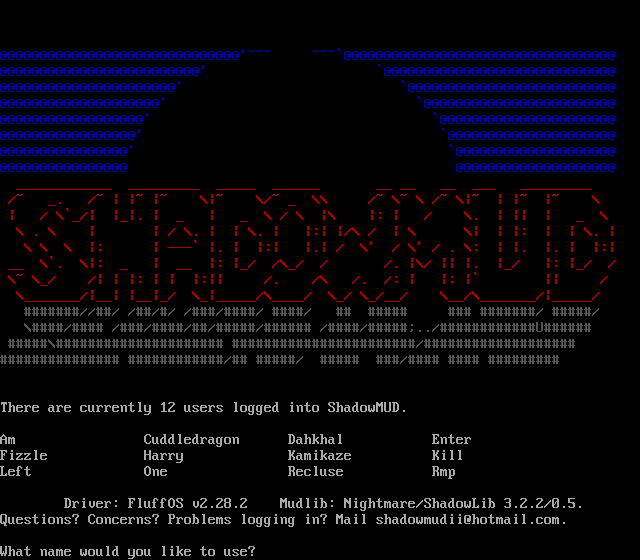 SHADOWMUD
There are currently 12 users logged into ShadowMUD.
Am Cuddledragon Dahkhal Enter
Fizzle Harry Kamikaze Kill
Left One Recluse Rmp
Driver: FluffOS v2.28.2 Mudlib: Nightmare/ShadowLib 3.2.2/0.5.
Questions? Concerns? Problems logging in? Mail shadowmudii@hotmail.com.
What name would you like to use?